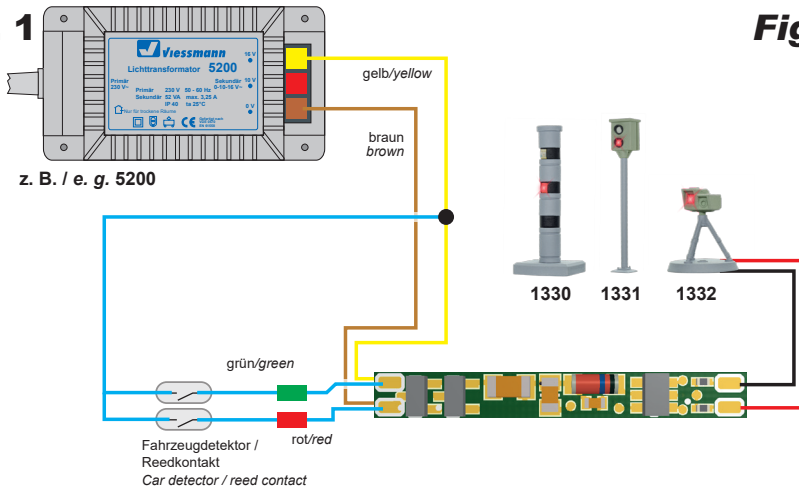 1
Fig
viessmann
Lichttransformator 5200
16 V
Primär
230 V~
Primär 230 V 50 - 60 Hz
Sekundär 52 VA max. 3,25 A
IP 40 ta 25°C
Sekundär
0-10-16 V~
10 V
0 V
Nur für trockene Räume
CE
gelb/yellow
braun
brown
z. B. / e. g. 5200
1330
1331
1332
grün/green
rot/red
Fahrzeugdetektor /
Reedkontakt
Car detector / reed contact